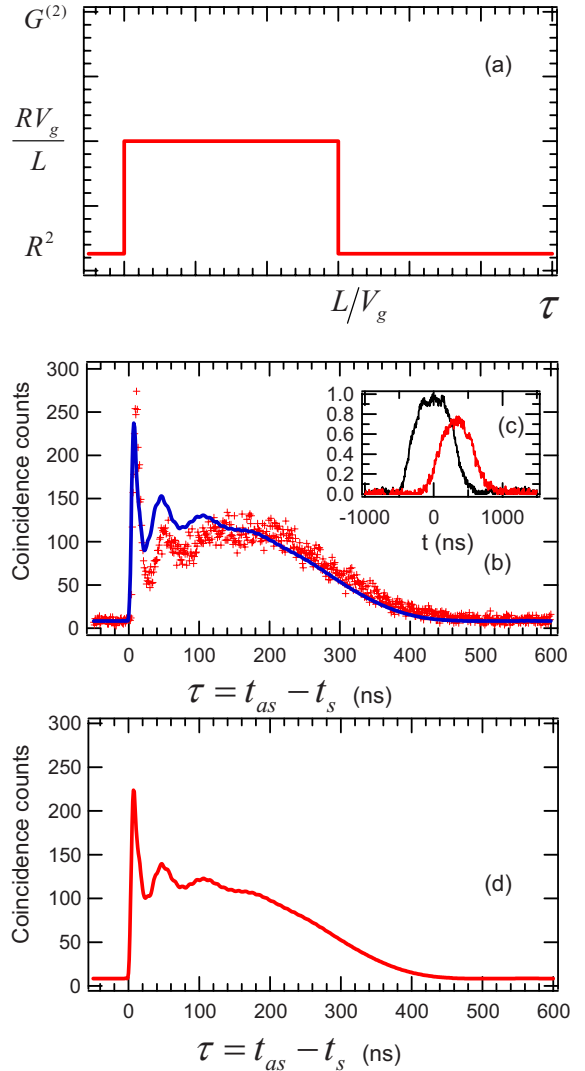 G^(2)
(a)
RV_g
L
R^2
L/V_g
τ
300
250
200
150
100
50
0
Coincidence counts
1.0
0.8
0.6
0.4
0.2
0.0
(c)
-1000
0
1000
t (ns)
(b)
0
100
200
300
400
500
600
τ = t_as − t_s (ns)
300
250
200
150
100
50
0
Coincidence counts
(d)
0
100
200
300
400
500
600
τ = t_as − t_s (ns)